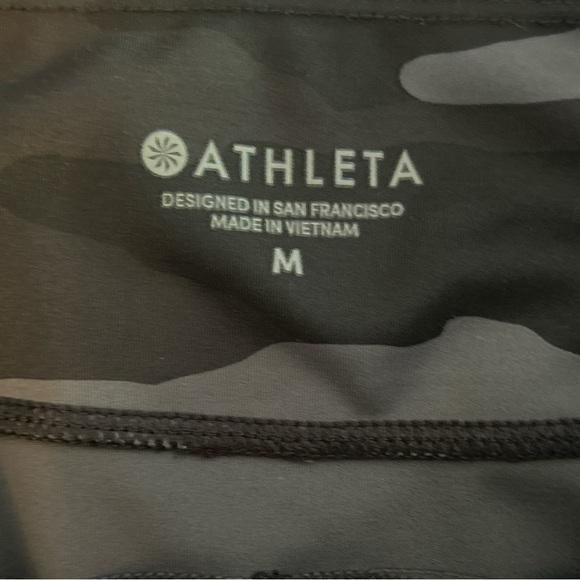 ATHLETA
DESIGNED IN SAN FRANCISCO
MADE IN VIETNAM
M